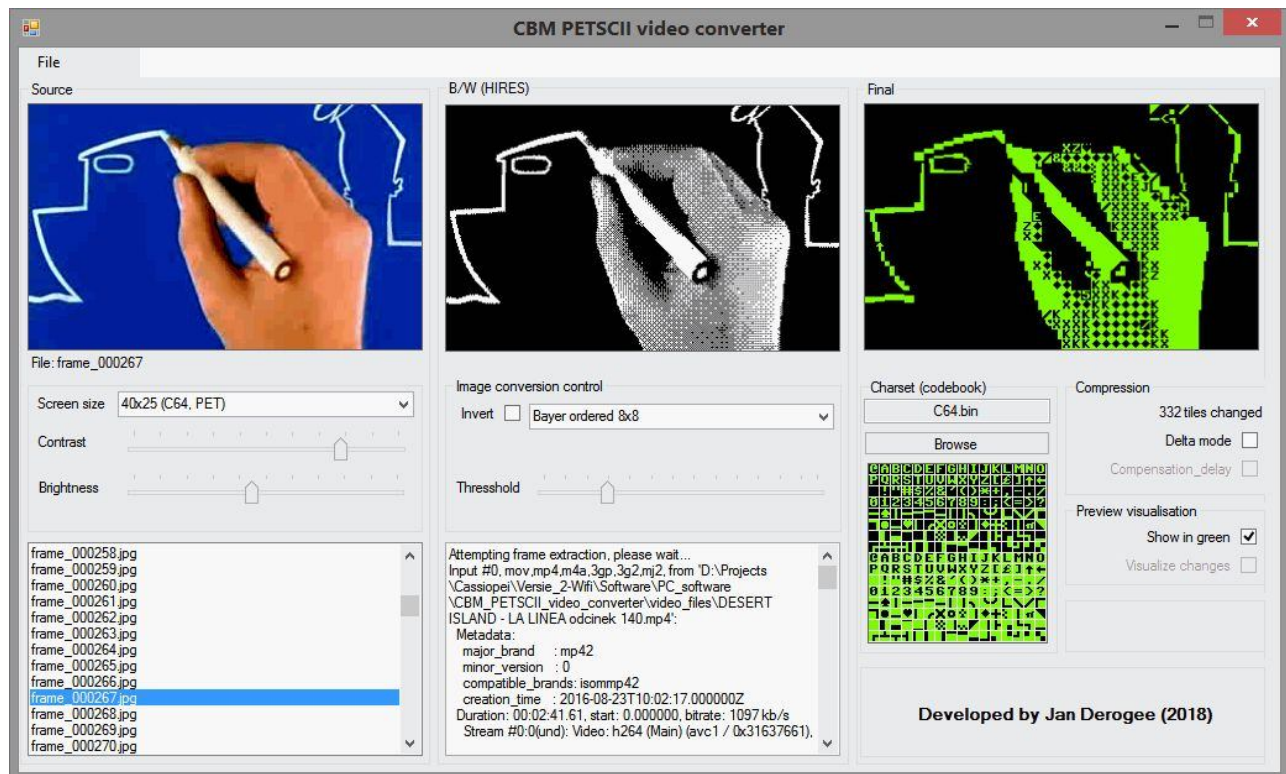 CBM PETSCII video converter
File
Source
B/W (HIRES)
Final
File: frame_000267
Screen size 40x25 (C64, PET)
Contrast
Brightness
Image conversion control
Invert Bayer ordered 8x8
Thresshold
Charset (codebook)
C64.bin
Browse
@ABCDEFGHIJKLMNO
PQRSTUVWXYZ[£]↑←
!"#$%&'()*+,-./
0123456789:;<=>?
@ABCDEFGHIJKLMNO
PQRSTUVWXYZ[£]↑←
!"#$%&'()*+,-./
0123456789:;<=>?
Compression
332 tiles changed
Delta mode
Compensation_delay
Preview visualisation
Show in green
Visualize changes
frame_000258.jpg
frame_000259.jpg
frame_000260.jpg
frame_000261.jpg
frame_000262.jpg
frame_000263.jpg
frame_000264.jpg
frame_000265.jpg
frame_000266.jpg
frame_000267.jpg
frame_000268.jpg
frame_000269.jpg
frame_000270.jpg
Attempting frame extraction, please wait...
Input #0, mov,mp4,m4a,3gp,3g2,mj2, from 'D:\Projects
\Cassiopei\Versie_2-Wifi\Software\PC_software
\CBM_PETSCII_video_converter\video_files\DESERT
ISLAND - LA LINEA odcinek 140.mp4':
Metadata:
major_brand : mp42
minor_version : 0
compatible_brands: isommp42
creation_time : 2016-08-23T10:02:17.000000Z
Duration: 00:02:41.61, start: 0.000000, bitrate: 1097 kb/s
Stream #0:0(und): Video: h264 (Main) (avc1 / 0x31637661),
Developed by Jan Derogee (2018)